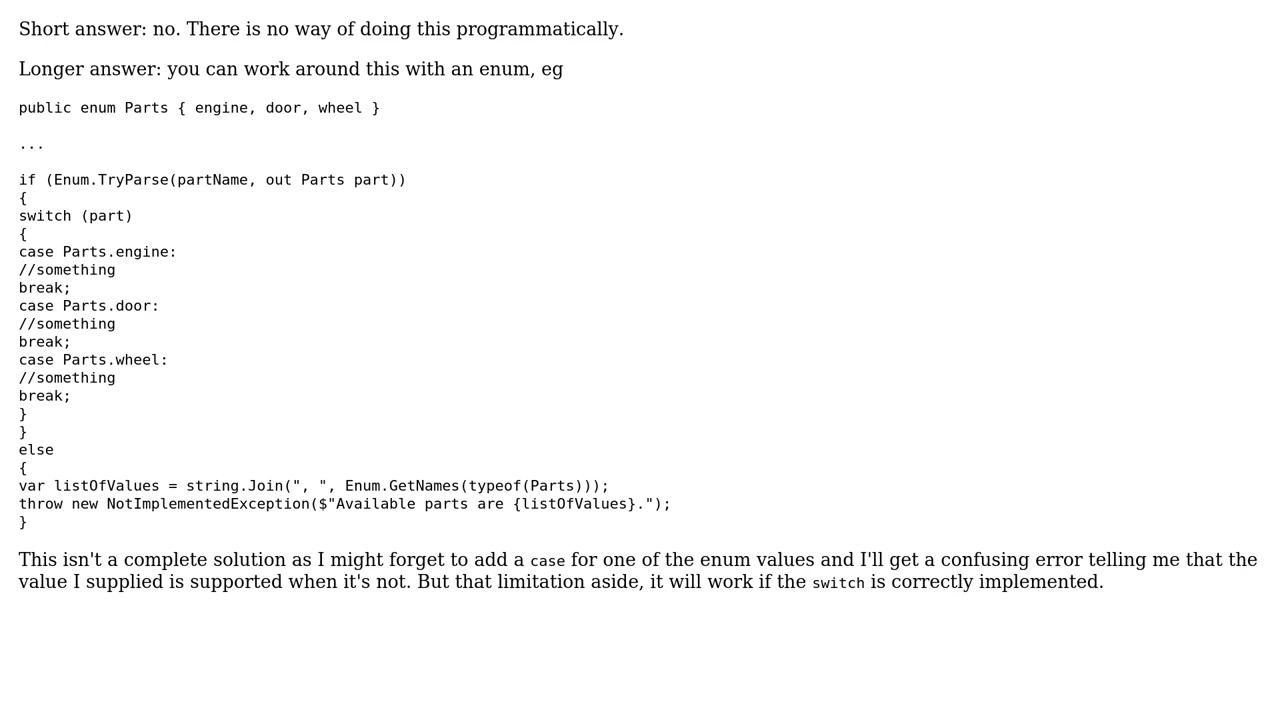 Short answer: no. There is no way of doing this programmatically.
Longer answer: you can work around this with an enum, eg
public enum Parts { engine, door, wheel }
...
if (Enum.TryParse(partName, out Parts part))
{
switch (part)
{
case Parts.engine:
//something
break;
case Parts.door:
//something
break;
case Parts.wheel:
//something
break;
}
}
else
{
var listOfValues = string.Join(", ", Enum.GetNames(typeof(Parts)));
throw new NotImplementedException($"Available parts are {listOfValues}.");
}
This isn't a complete solution as I might forget to add a case for one of the enum values and I'll get a confusing error telling me that the
value I supplied is supported when it's not. But that limitation aside, it will work if the switch is correctly implemented.